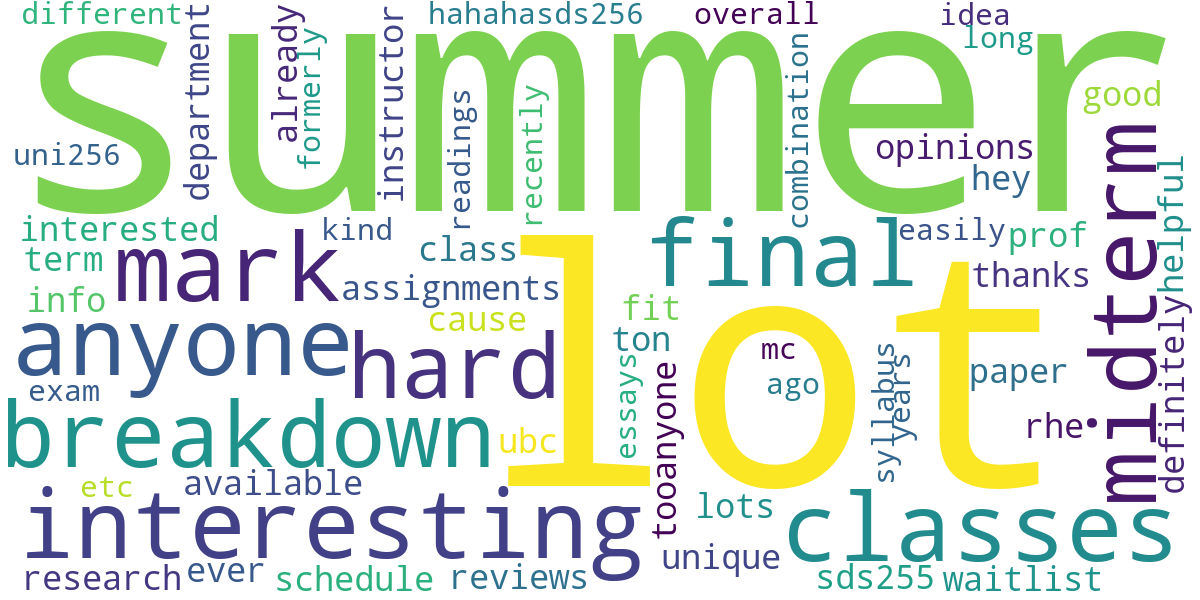 different
hahahasds256
overall
idea
long
summer
department
already
formerly
instructor
readings
recently
combination
good
uni256
opinions
hey
midterm
helpful
interested
kind
class
final
easily
prof
term
mark
assignments
lot
thanks
info
fit
anyone
cause
hard
ton
mc
ago
syllabus
years
paper
definitely
exam
essays
tooanyone
breakdown
ubc
rhe
etc
available
interesting
lots
classes
unique
research
ever
schedule
reviews
sds255
waitlist